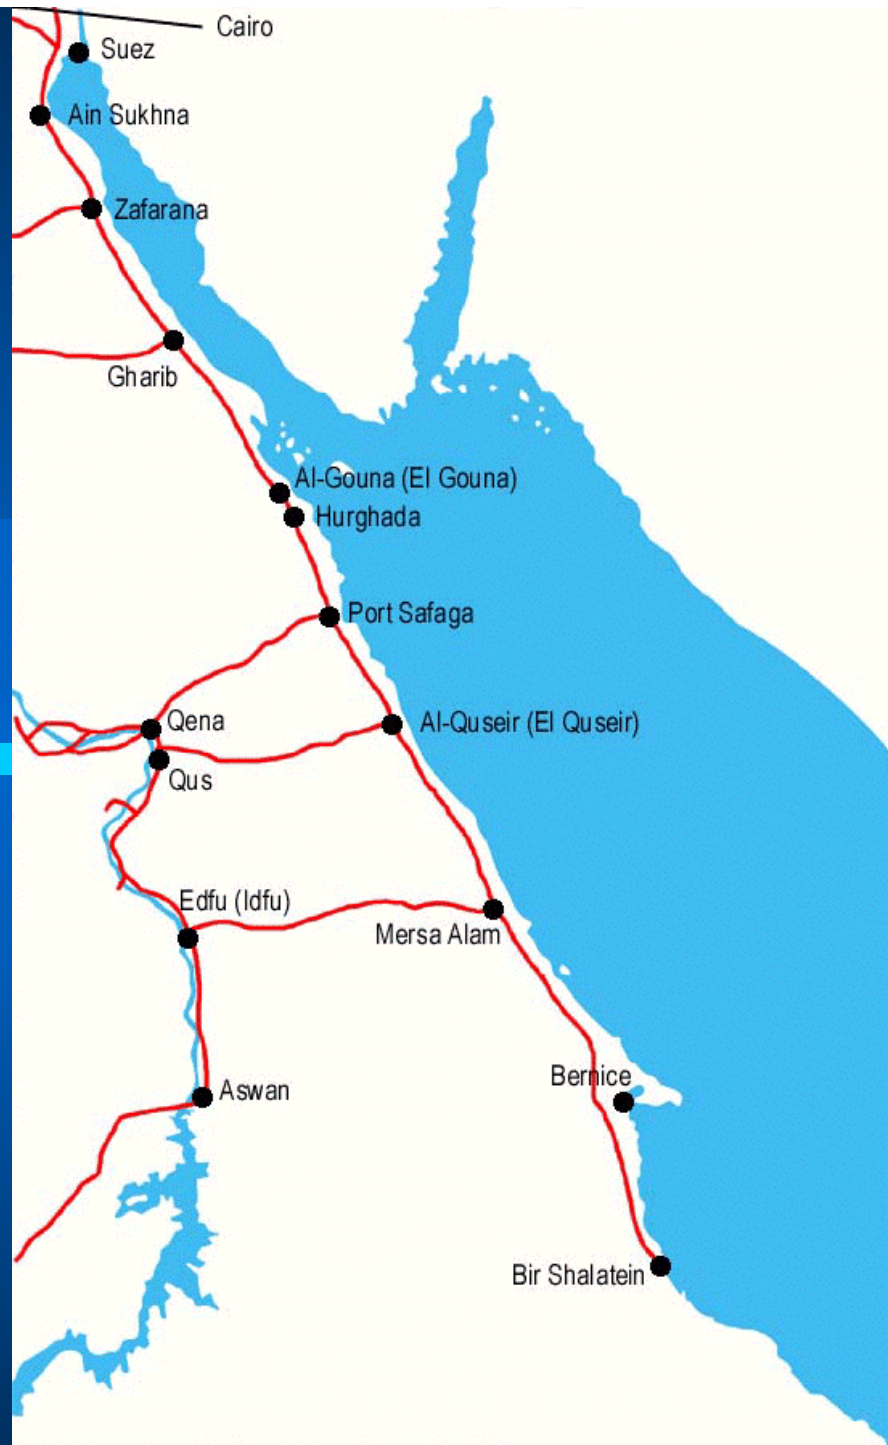 Cairo
Suez
Ain Sukhna
Zafarana
Gharib
Al-Gouna (El Gouna)
Hurghada
Port Safaga
Qena
Al-Quseir (El Quseir)
Qus
Edfu (Idfu)
Mersa Alam
Bernice
Aswan
Bir Shalatein